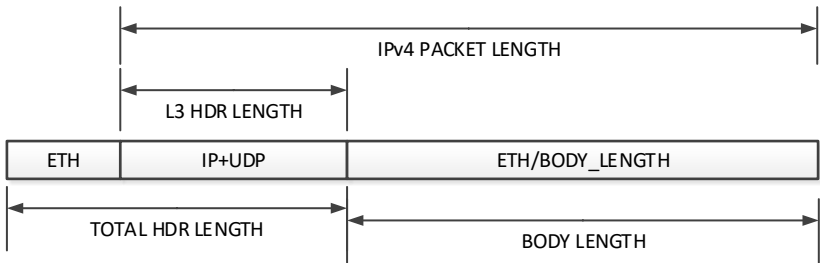 IPv4 PACKET LENGTH
L3 HDR LENGTH
ETH IP+UDP ETH/BODY_LENGTH
TOTAL HDR LENGTH
BODY LENGTH